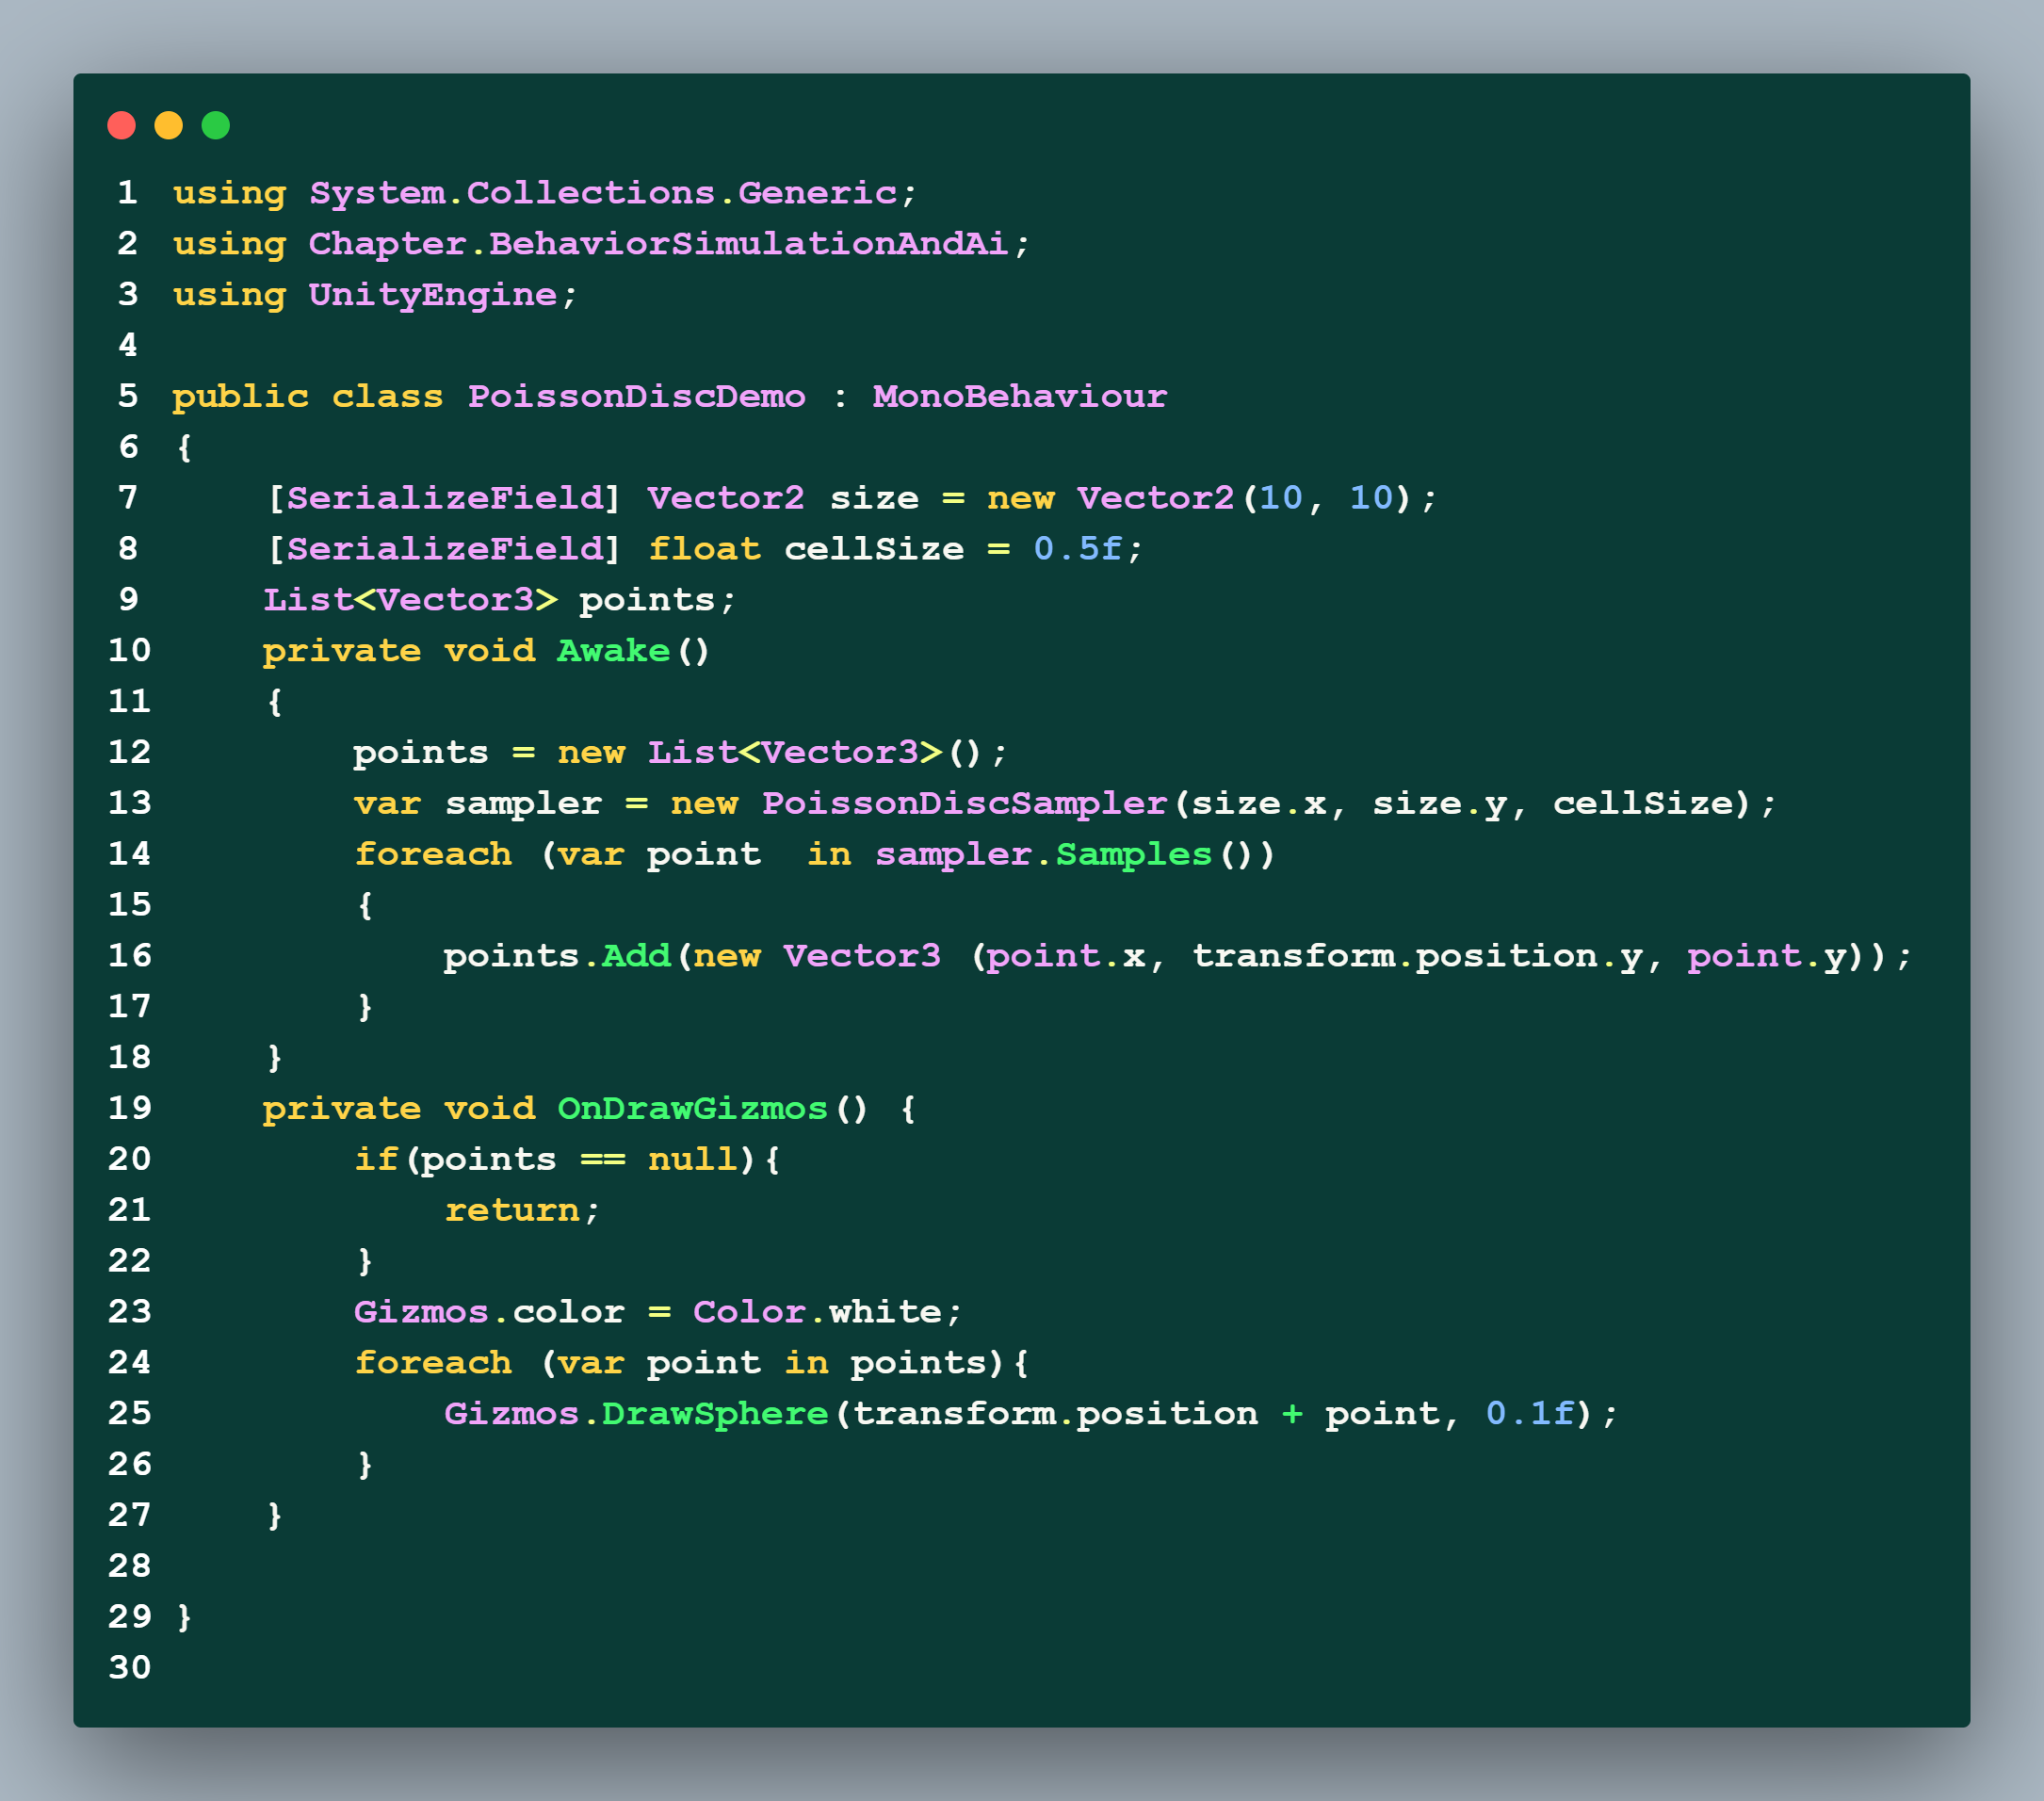 1 using System.Collections.Generic;
2 using Chapter.BehaviorSimulationAndAi;
3 using UnityEngine;
4
5 public class PoissonDiscDemo : MonoBehaviour
6 {
7     [SerializeField] Vector2 size = new Vector2(10, 10);
8     [SerializeField] float cellSize = 0.5f;
9     List<Vector3> points;
10     private void Awake()
11     {
12         points = new List<Vector3>();
13         var sampler = new PoissonDiscSampler(size.x, size.y, cellSize);
14         foreach (var point  in sampler.Samples())
15         {
16             points.Add(new Vector3 (point.x, transform.position.y, point.y));
17         }
18     }
19     private void OnDrawGizmos() {
20         if(points == null){
21             return;
22         }
23         Gizmos.color = Color.white;
24         foreach (var point in points){
25             Gizmos.DrawSphere(transform.position + point, 0.1f);
26         }
27     }
28
29 }
30